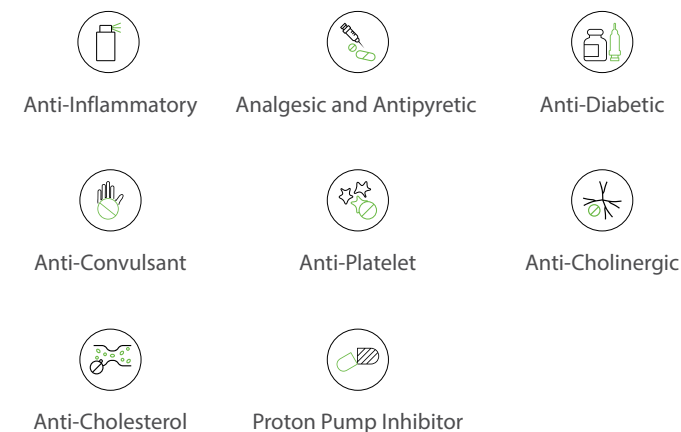 Anti-Inflammatory
Analgesic and Antipyretic
Anti-Diabetic
Anti-Convulsant
Anti-Platelet
Anti-Cholinergic
Anti-Cholesterol
Proton Pump Inhibitor